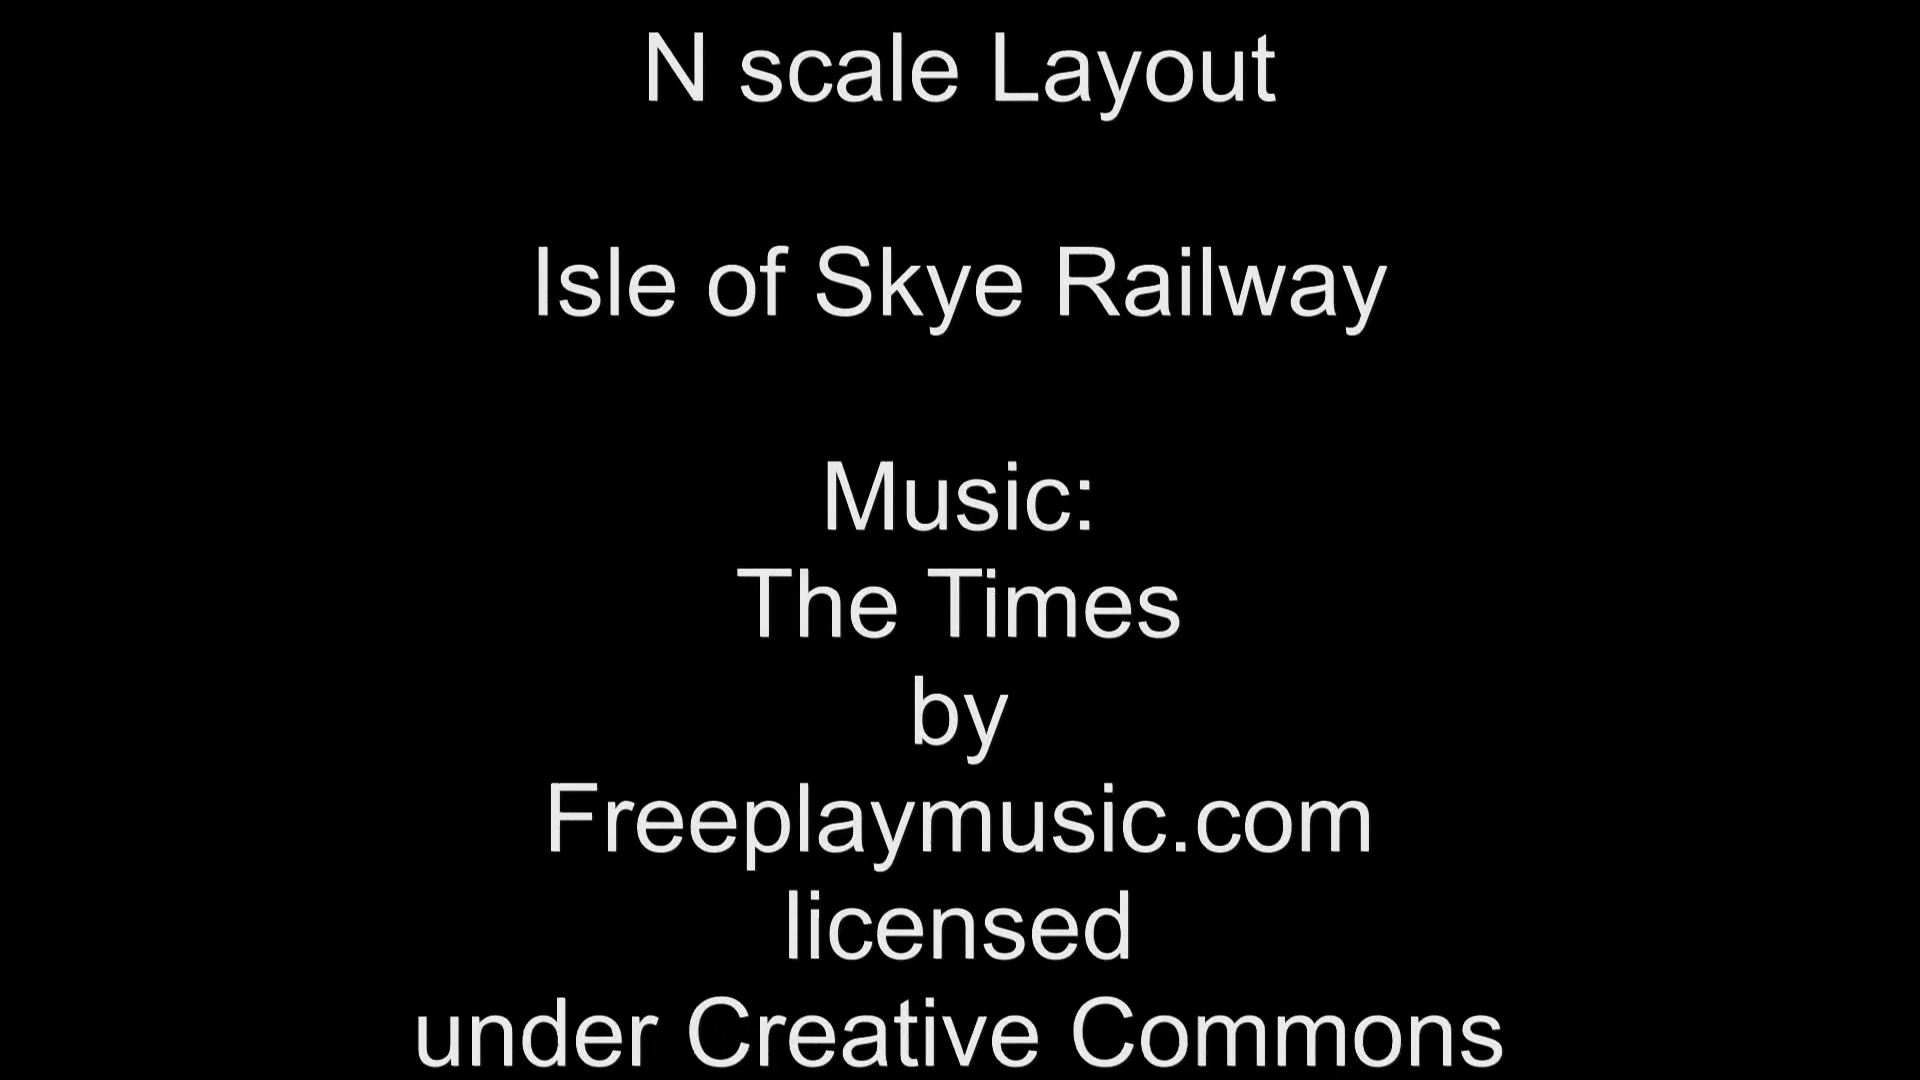 N scale Layout
Isle of Skye Railway
Music:
The Times
by
Freeplaymusic.com
licensed
under Creative Commons